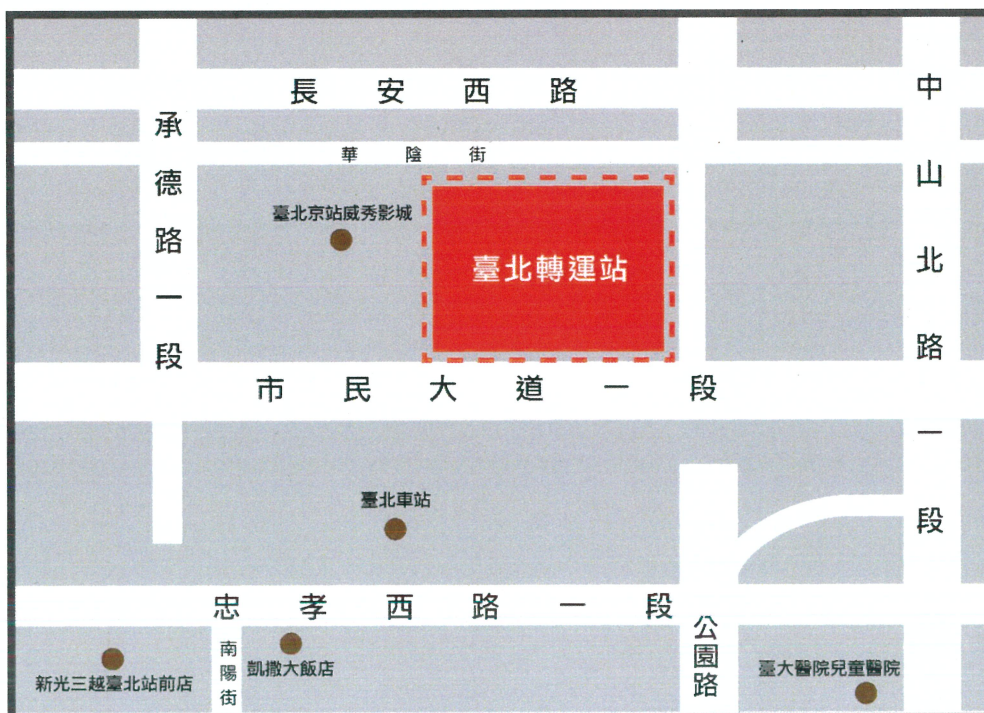 長安西路
承德路一段
中山北路一段
華陰街
臺北京站威秀影城
臺北轉運站
市民大道一段
臺北車站
忠孝西路一段
公園路
南陽街
凱撒大飯店
新光三越臺北站前店
臺大醫院兒童醫院